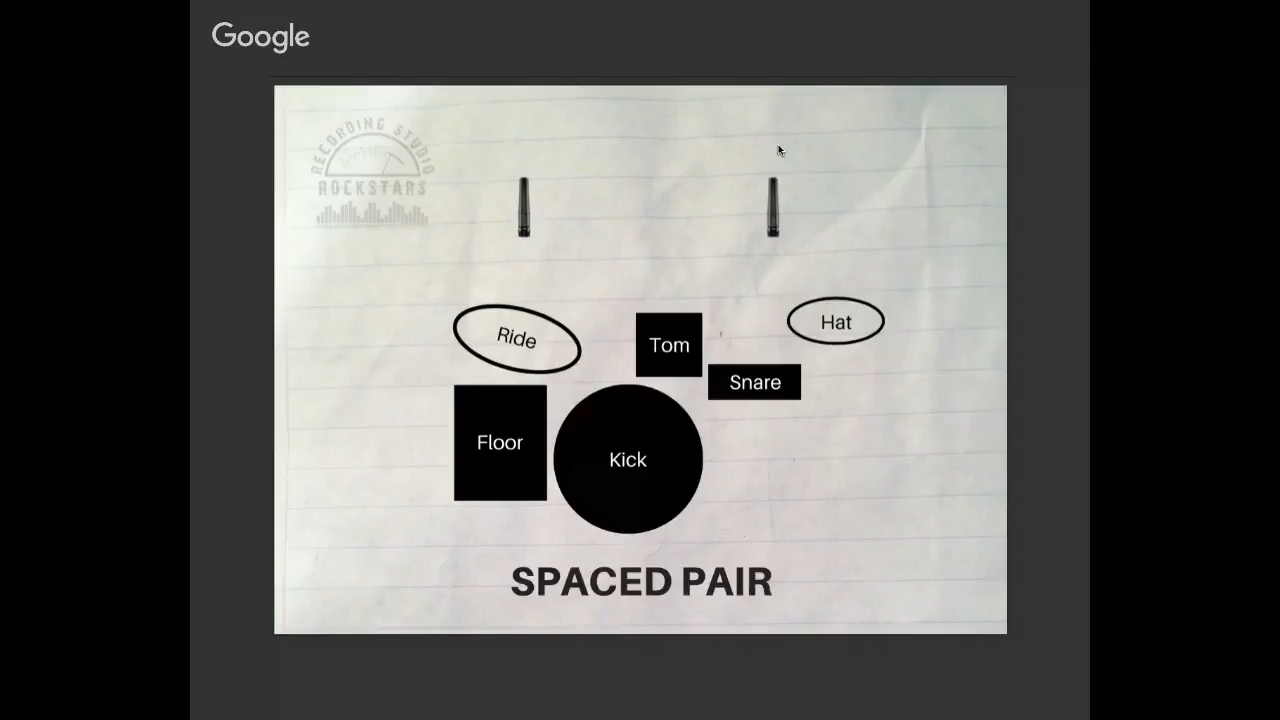 Google
RECORDING STUDIO
ROCKSTARS
Ride
Tom
Hat
Snare
Floor
Kick
SPACED PAIR